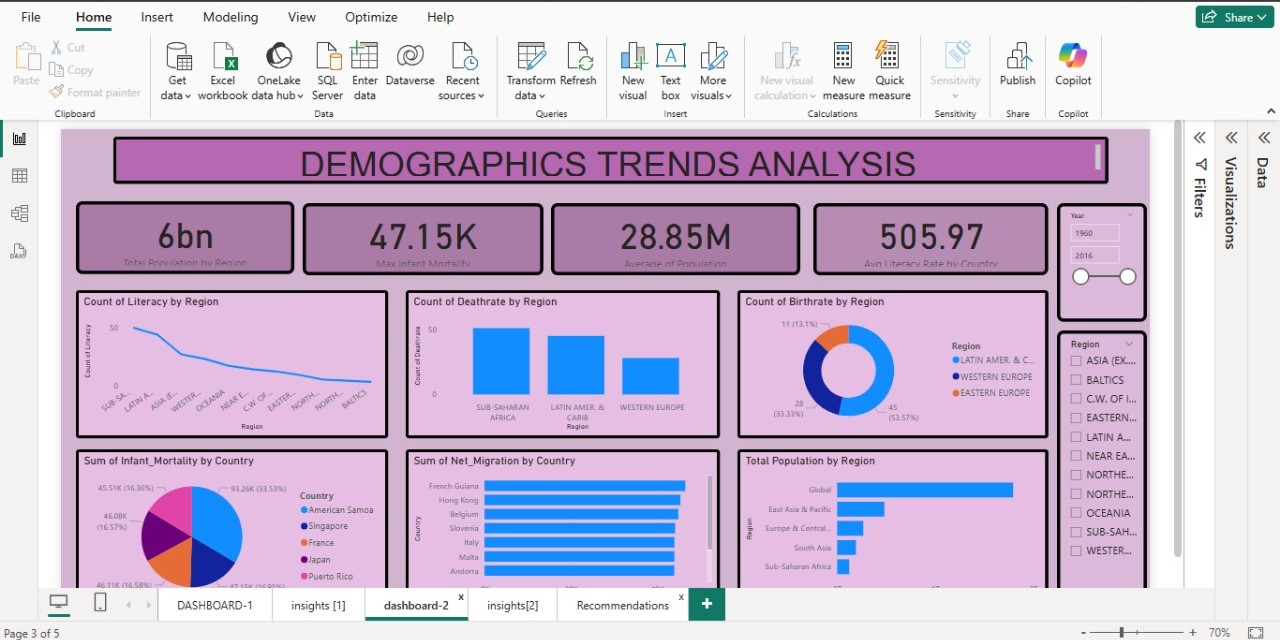 File Home Insert Modeling View Optimize Help Share
Paste
Cut
Copy
Format painter
Clipboard
Get data
Excel workbook
OneLake data hub
SQL Server
Enter data
Dataverse
Recent sources
Data
Transform data
Refresh
Queries
New visual
Text box
More visuals
Insert
New visual calculation
New measure
Quick measure
Calculations
Sensitivity
Sensitivity
Publish
Share
Copilot
Copilot
DEMOGRAPHICS TRENDS ANALYSIS
6bn
Total Population by Region
47.15K
Max Infant Mortality
28.85M
Average of Population
505.97
Avg Literacy Rate by Country
Year
1960
2016
Count of Literacy by Region
Count of Literacy
50
0
SUB-SA...
LATIN A...
ASIA (E...
WESTER...
OCEANIA
NEAR E...
C.W. OF...
EASTER...
NORTH...
NORTH...
BALTICS
Region
Count of Deathrate by Region
Count of Deathrate
50
0
SUB-SAHARAN AFRICA
LATIN AMER. & CARIB
WESTERN EUROPE
Region
Count of Birthrate by Region
11 (13.1%)
28 (33.33%)
45 (53.57%)
Region
LATIN AMER. & C...
WESTERN EUROPE
EASTERN EUROPE
Region
ASIA (EX....
BALTICS
C.W. OF I...
EASTERN...
LATIN A...
NEAR EA...
NORTHE...
NORTHE...
OCEANIA
SUB-SAH...
WESTER...
Sum of Infant_Mortality by Country
45.51K (16.36%)
93.26K (33.53%)
46.08K (16.57%)
46.11K (16.58%)
47.15K (16.95%)
Country
American Samoa
Singapore
France
Japan
Puerto Rico
Sum of Net_Migration by Country
Country
French Guiana
Hong Kong
Belgium
Slovenia
Italy
Malta
Andorra
Total Population by Region
Region
Global
East Asia & Pacific
Europe & Central...
South Asia
Sub-Saharan Africa
Filters
Visualizations
Data
DASHBOARD-1 insights [1] dashboard-2 x insights[2] Recommendations x +
Page 3 of 5
- + 70%